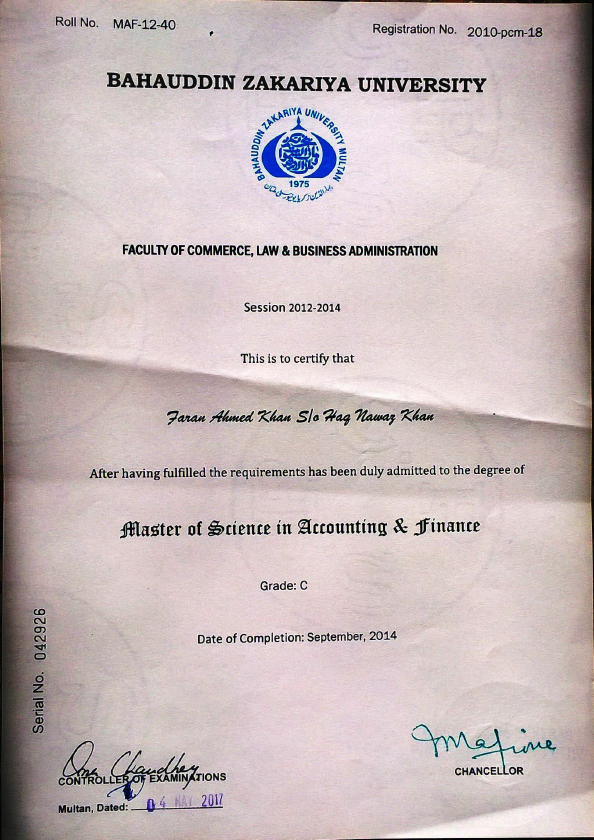 Roll No. MAF-12-40
Registration No. 2010-pcm-18
BAHAUDDIN ZAKARIYA UNIVERSITY
BAHAUDDIN ZAKARIYA UNIVERSITY MULTAN
1975
FACULTY OF COMMERCE, LAW & BUSINESS ADMINISTRATION
Session 2012-2014
This is to certify that
Faran Ahmed Khan S/o Haq Nawaz Khan
After having fulfilled the requirements has been duly admitted to the degree of
Master of Science in Accounting & Finance
Grade: C
Date of Completion: September, 2014
Serial No. 042926
CONTROLLER OF EXAMINATIONS
Multan, Dated: 04 MAY 2017
CHANCELLOR